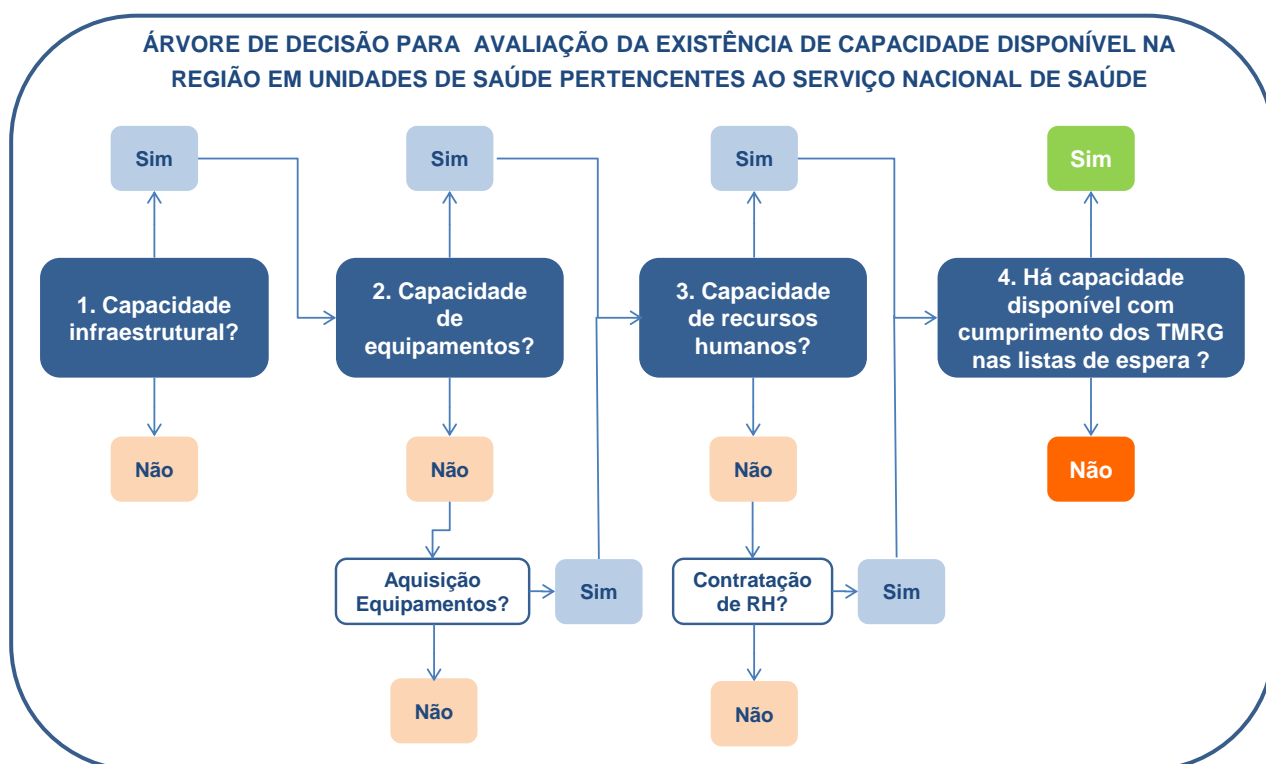 ÁRVORE DE DECISÃO PARA AVALIAÇÃO DA EXISTÊNCIA DE CAPACIDADE DISPONÍVEL NA
REGIÃO EM UNIDADES DE SAÚDE PERTENCENTES AO SERVIÇO NACIONAL DE SAÚDE
Sim
Sim
Sim
Sim
1. Capacidade
infraestrutural?
2. Capacidade
de
equipamentos?
3. Capacidade
de recursos
humanos?
4. Há capacidade
disponível com
cumprimento dos TMRG
nas listas de espera ?
Não
Não
Não
Não
Aquisição
Equipamentos?
Sim
Contratação
de RH?
Sim
Não
Não